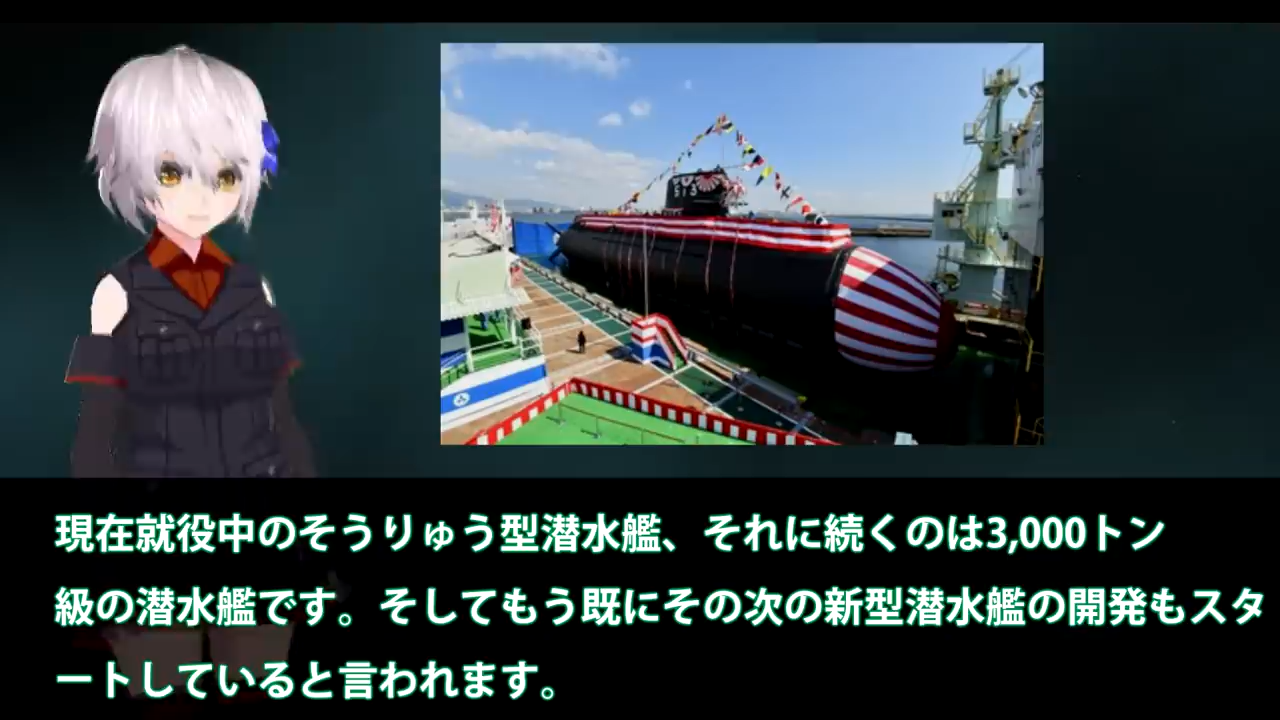 513
現在就役中のそうりゅう型潜水艦、それに続くのは3,000トン
級の潜水艦です。そしてもう既にその次の新型潜水艦の開発もスタ
ートしていると言われます。